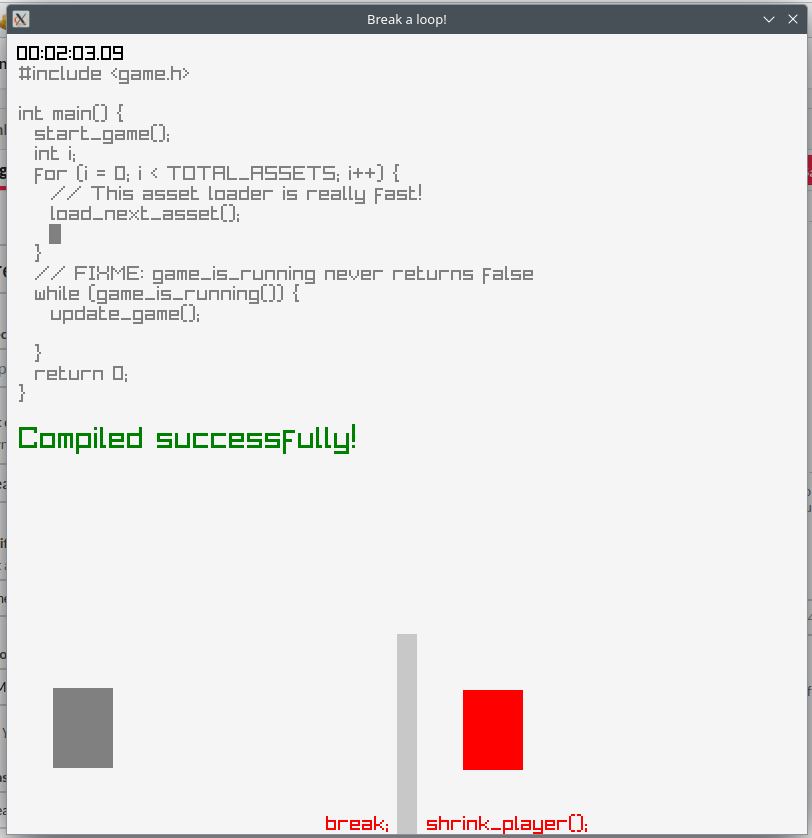 Break a loop!
00:02:03.09
#include <game.h>
int main() {
start_game();
int i;
for (i = 0; i < TOTAL_ASSETS; i++) {
// This asset loader is really fast!
load_next_asset();
}
// FIXME: game_is_running never returns false
while (game_is_running()) {
update_game();
}
return 0;
}
Compiled successfully!
break;
shrink_player();